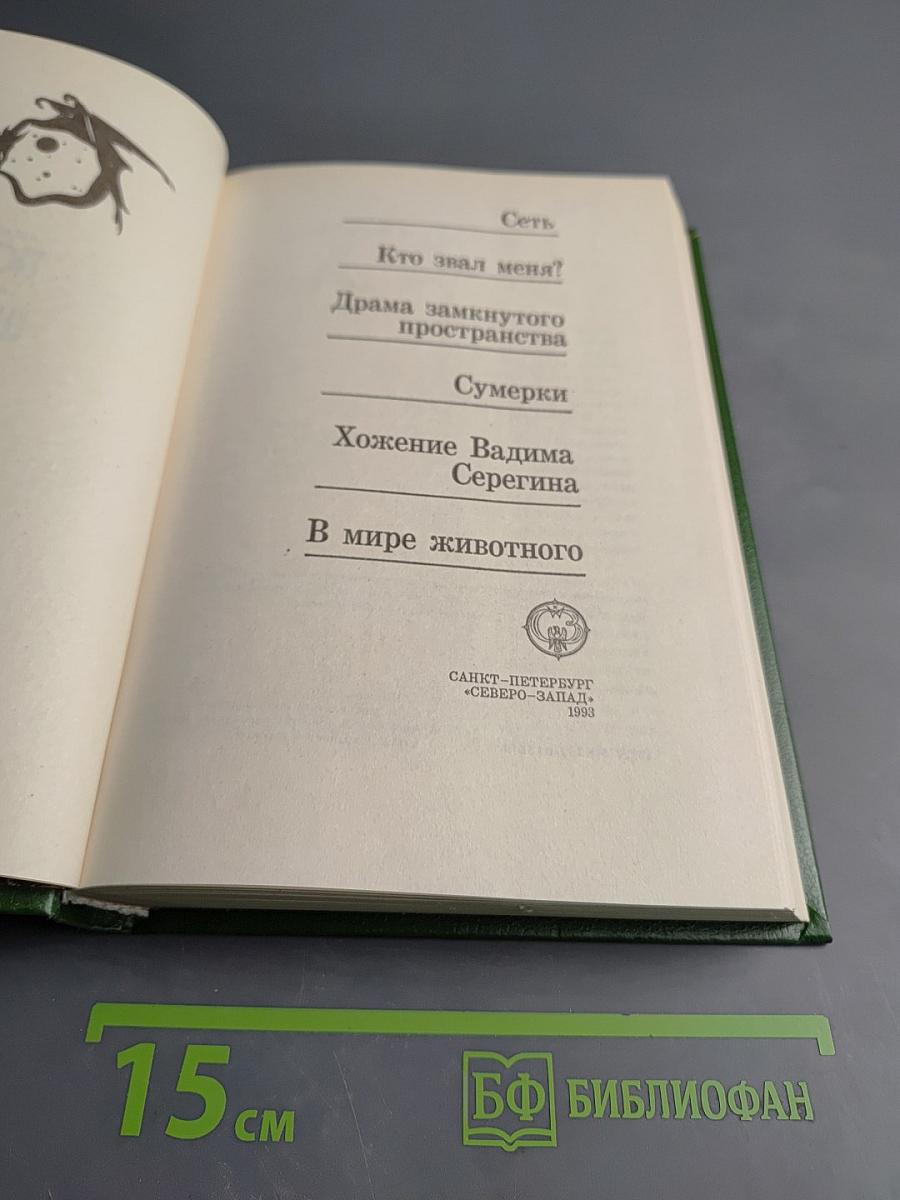 Сеть
Кто звал меня?
Драма замкнутого
пространства
Сумерки
Хожение Вадима
Серегина
В мире животного
СЗ
САНКТ–ПЕТЕРБУРГ
«СЕВЕРО–ЗАПАД»
1993
15 см
БФ БИБЛИОФАН